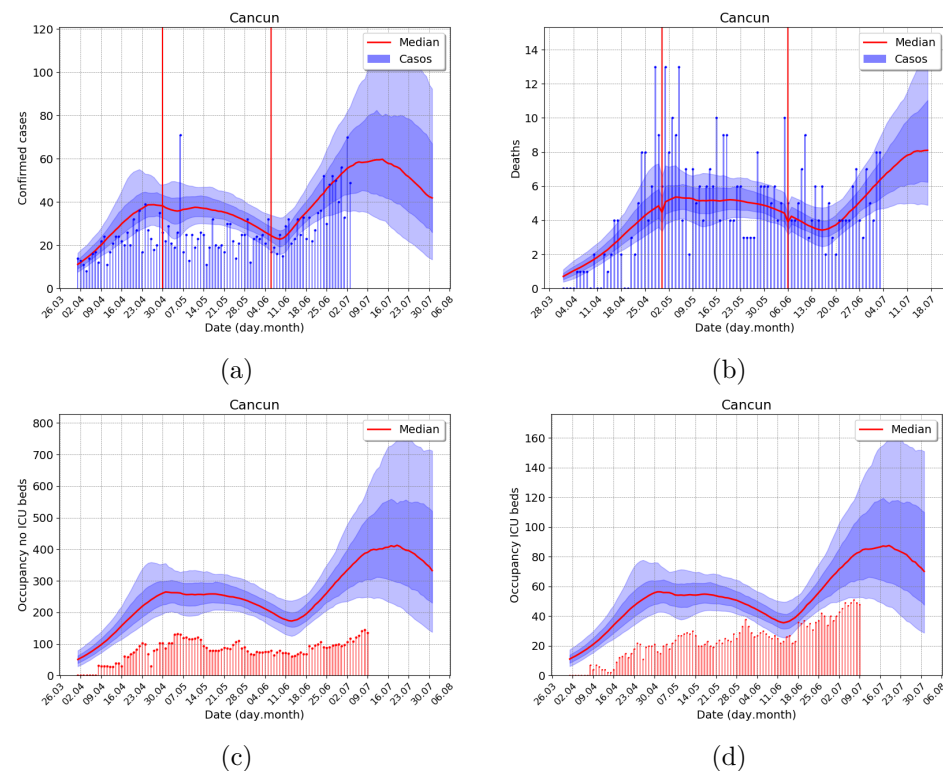 Cancun
Confirmed cases
120
100
80
60
40
20
0
Median
Casos
26.03 02.04 09.04 16.04 23.04 30.04 07.05 14.05 21.05 28.05 04.06 11.06 18.06 25.06 02.07 09.07 16.07 23.07 30.07 06.08
Date (day.month)
(a)
Cancun
Deaths
14
12
10
8
6
4
2
0
Median
Casos
28.03 04.04 11.04 18.04 25.04 02.05 09.05 16.05 23.05 30.05 06.06 13.06 20.06 27.06 04.07 11.07 18.07
Date (day.month)
(b)
Cancun
Occupancy no ICU beds
800
700
600
500
400
300
200
100
0
Median
26.03 02.04 09.04 16.04 23.04 30.04 07.05 14.05 21.05 28.05 04.06 11.06 18.06 25.06 02.07 09.07 16.07 23.07 30.07 06.08
Date (day.month)
(c)
Cancun
Occupancy ICU beds
160
140
120
100
80
60
40
20
0
Median
26.03 02.04 09.04 16.04 23.04 30.04 07.05 14.05 21.05 28.05 04.06 11.06 18.06 25.06 02.07 09.07 16.07 23.07 30.07 06.08
Date (day.month)
(d)